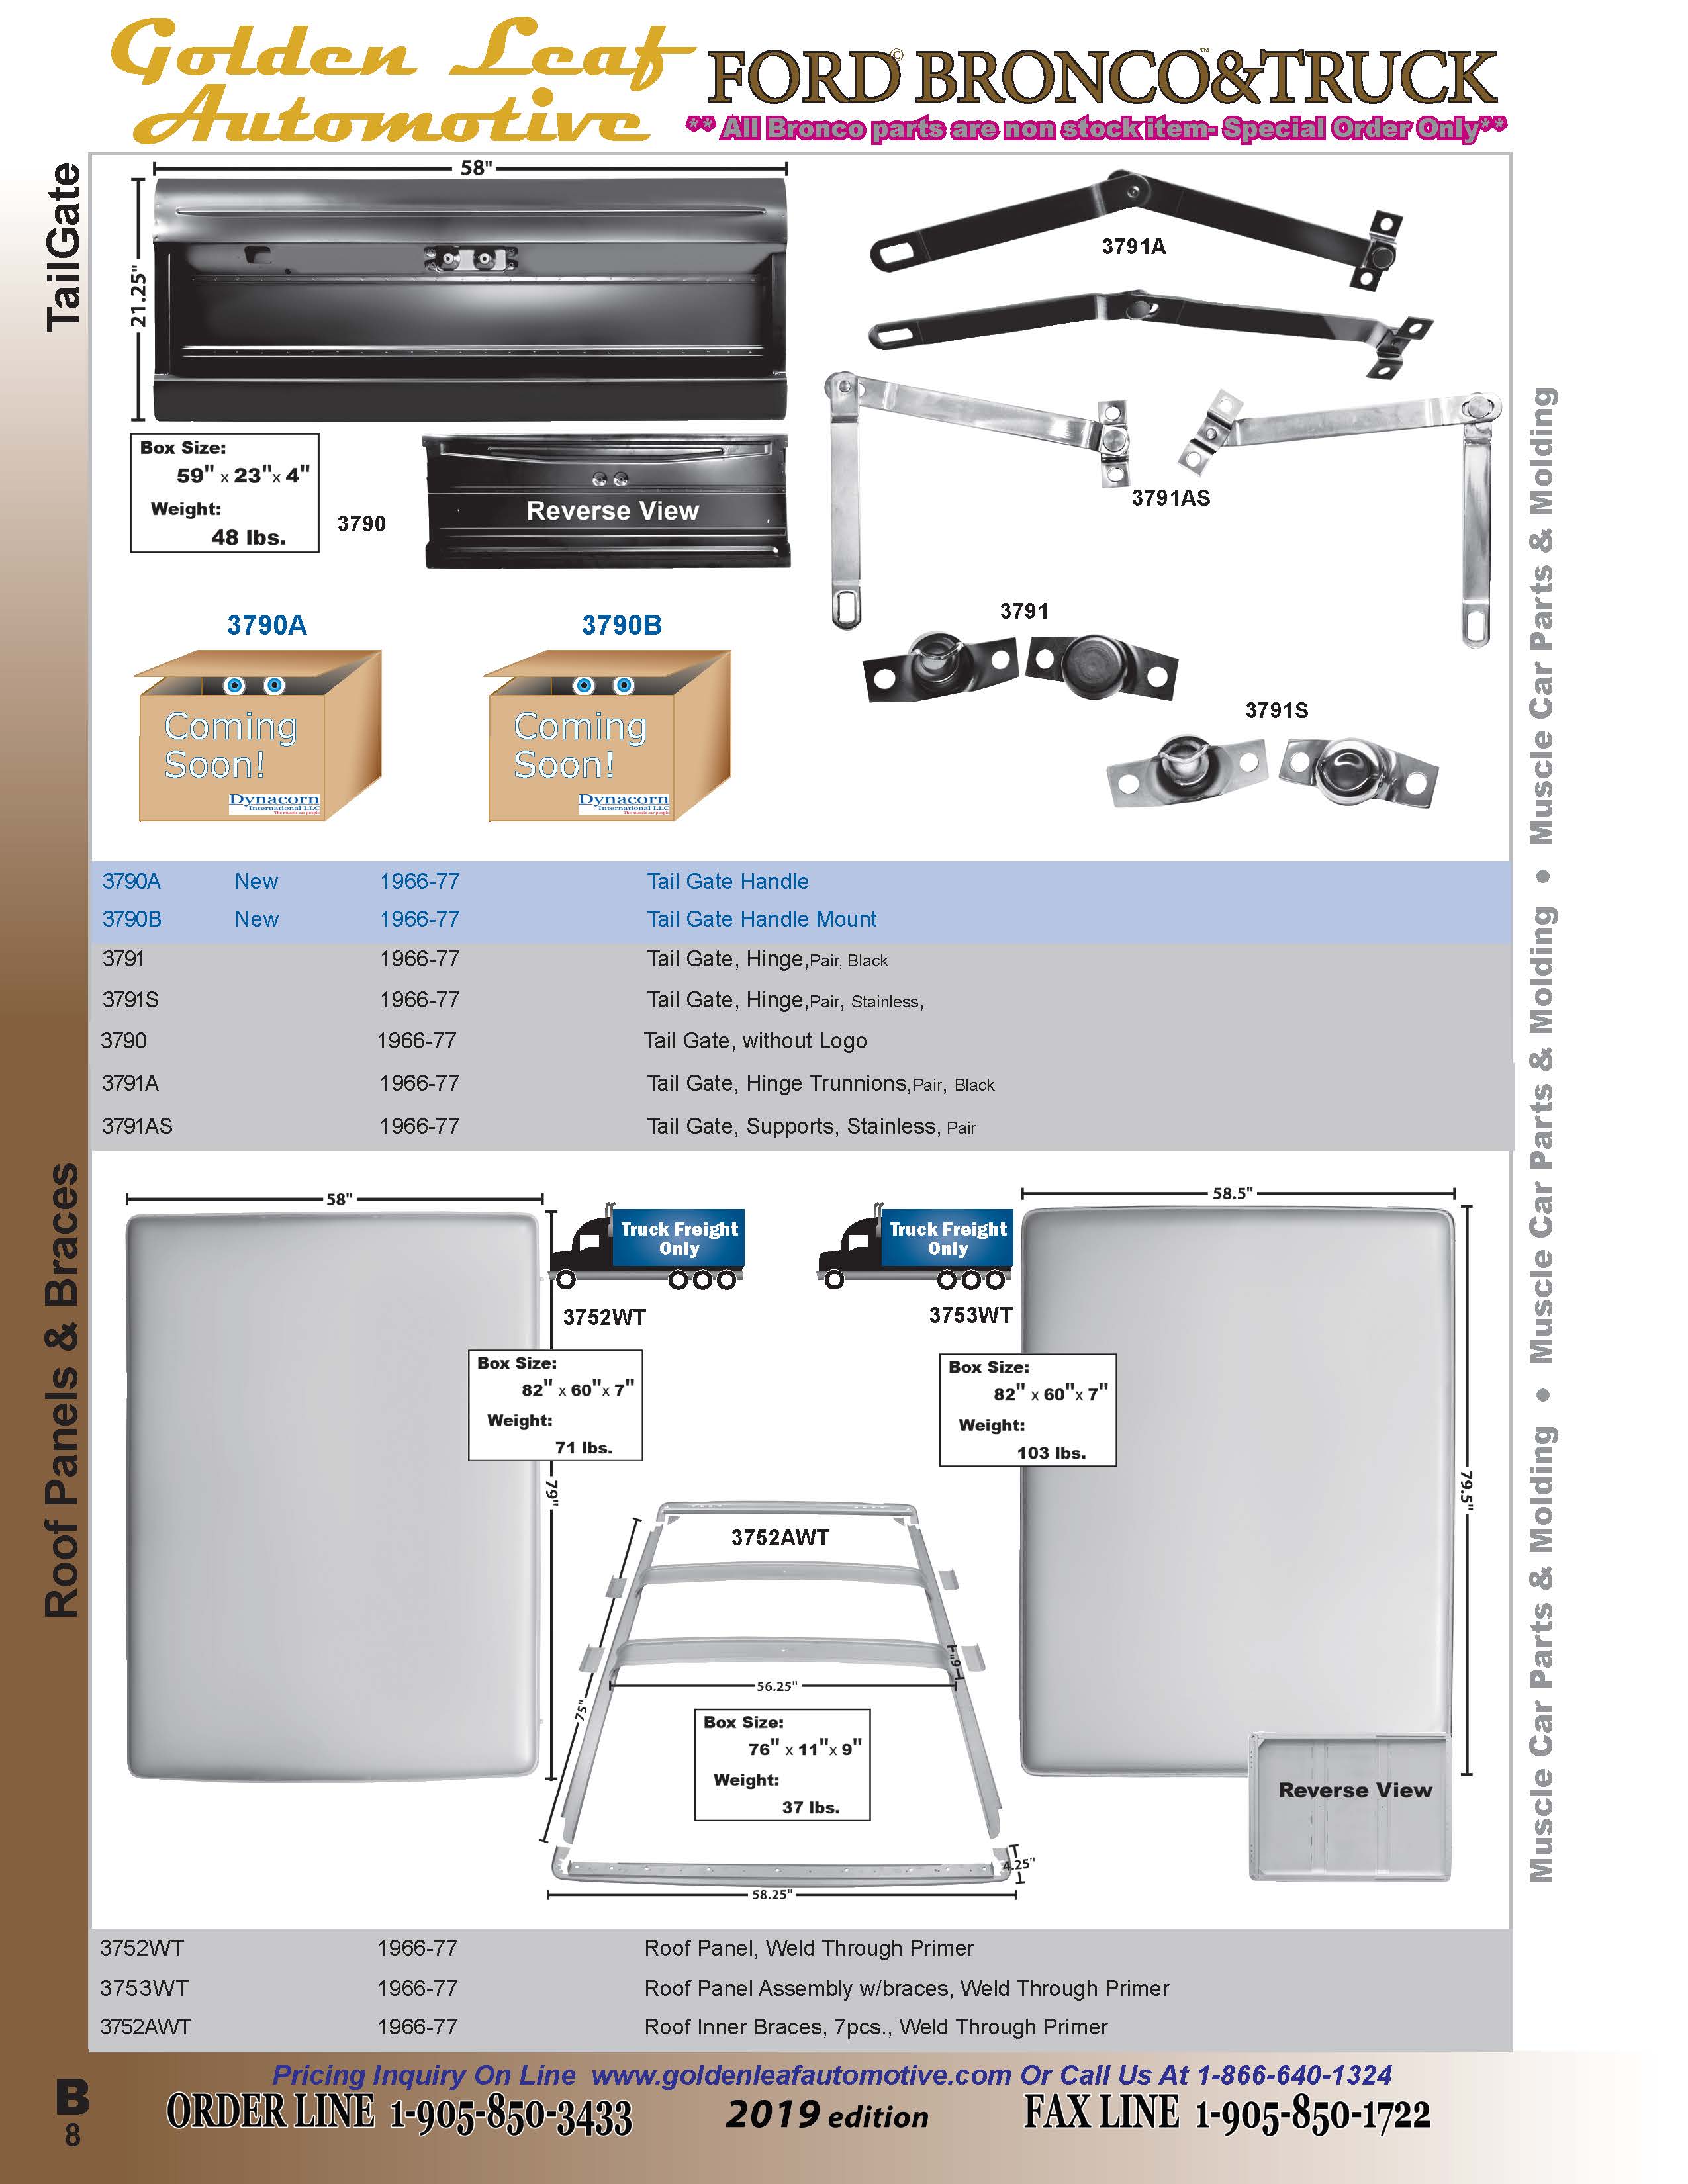 Golden Leaf
Automotive
FORD© BRONCO™&TRUCK
** All Bronco parts are non stock item- Special Order Only**
TailGate
58"
21.25"
Box Size:
59" x 23"x 4"
Weight:
48 lbs.
3790
Reverse View
3791A
3791AS
3791
3791S
3790A
Coming
Soon!
Dynacorn
International LLC
3790B
Coming
Soon!
Dynacorn
International LLC
3790A New 1966-77 Tail Gate Handle
3790B New 1966-77 Tail Gate Handle Mount
3791 1966-77 Tail Gate, Hinge,Pair, Black
3791S 1966-77 Tail Gate, Hinge,Pair, Stainless,
3790 1966-77 Tail Gate, without Logo
3791A 1966-77 Tail Gate, Hinge Trunnions,Pair, Black
3791AS 1966-77 Tail Gate, Supports, Stainless, Pair
Roof Panels & Braces
58"
Truck Freight
Only
3752WT
Box Size:
82" x 60"x 7"
Weight:
71 lbs.
79"
Truck Freight
Only
3753WT
58.5"
Box Size:
82" x 60"x 7"
Weight:
103 lbs.
79.5"
Reverse View
3752AWT
75"
6"
56.25"
Box Size:
76" x 11"x 9"
Weight:
37 lbs.
4.25"
58.25"
3752WT 1966-77 Roof Panel, Weld Through Primer
3753WT 1966-77 Roof Panel Assembly w/braces, Weld Through Primer
3752AWT 1966-77 Roof Inner Braces, 7pcs., Weld Through Primer
Muscle Car Parts & Molding • Muscle Car Parts & Molding • Muscle Car Parts & Molding
Pricing Inquiry On Line www.goldenleafautomotive.com Or Call Us At 1-866-640-1324
B
8
ORDER LINE 1-905-850-3433
2019 edition
FAX LINE 1-905-850-1722